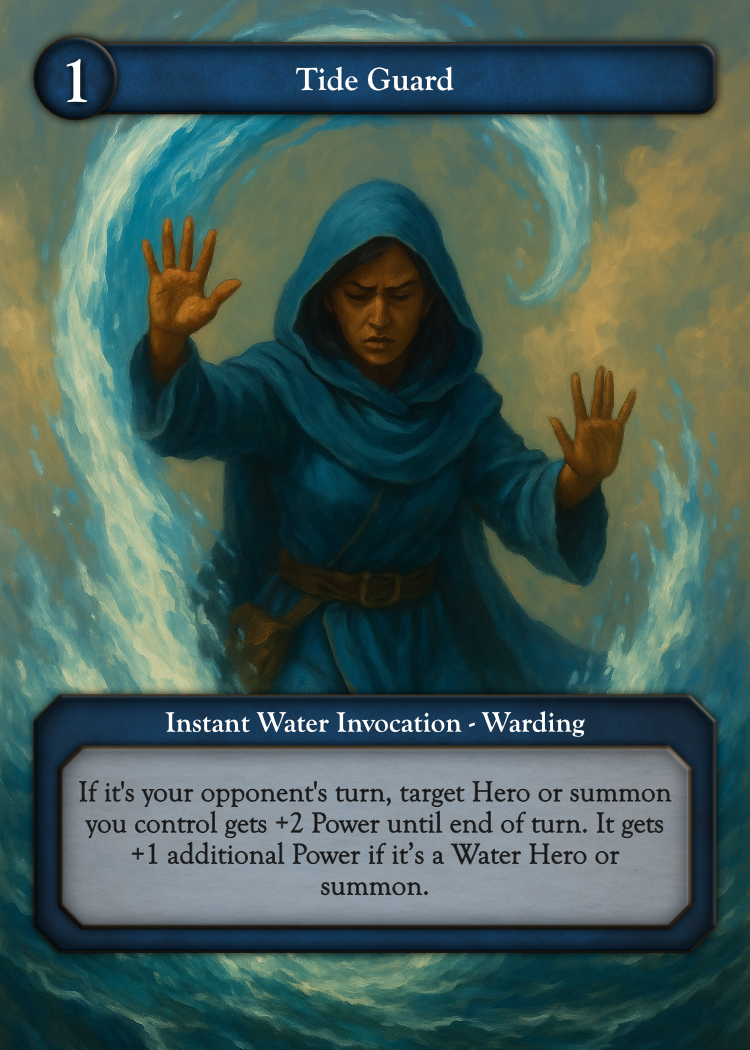 1
Tide Guard
Instant Water Invocation - Warding
If it's your opponent's turn, target Hero or summon
you control gets +2 Power until end of turn. It gets
+1 additional Power if it’s a Water Hero or
summon.